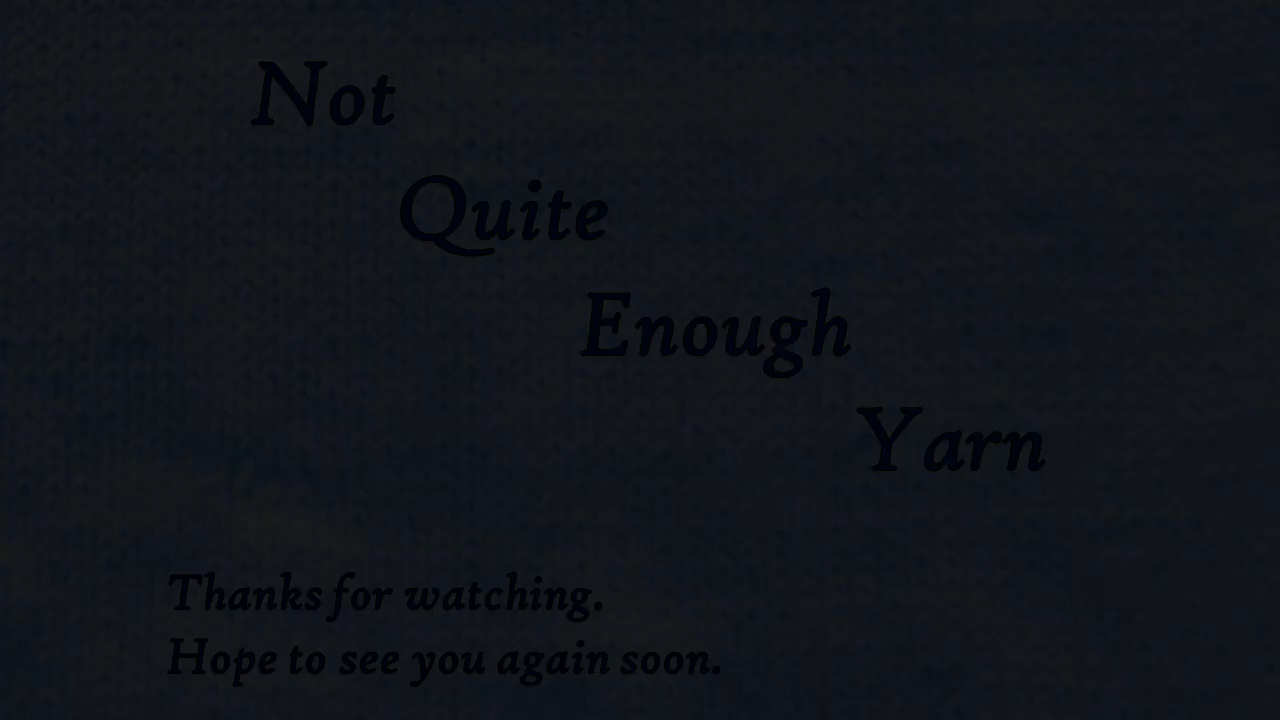 Not
Quite
Enough
Yarn
Thanks for watching.
Hope to see you again soon.